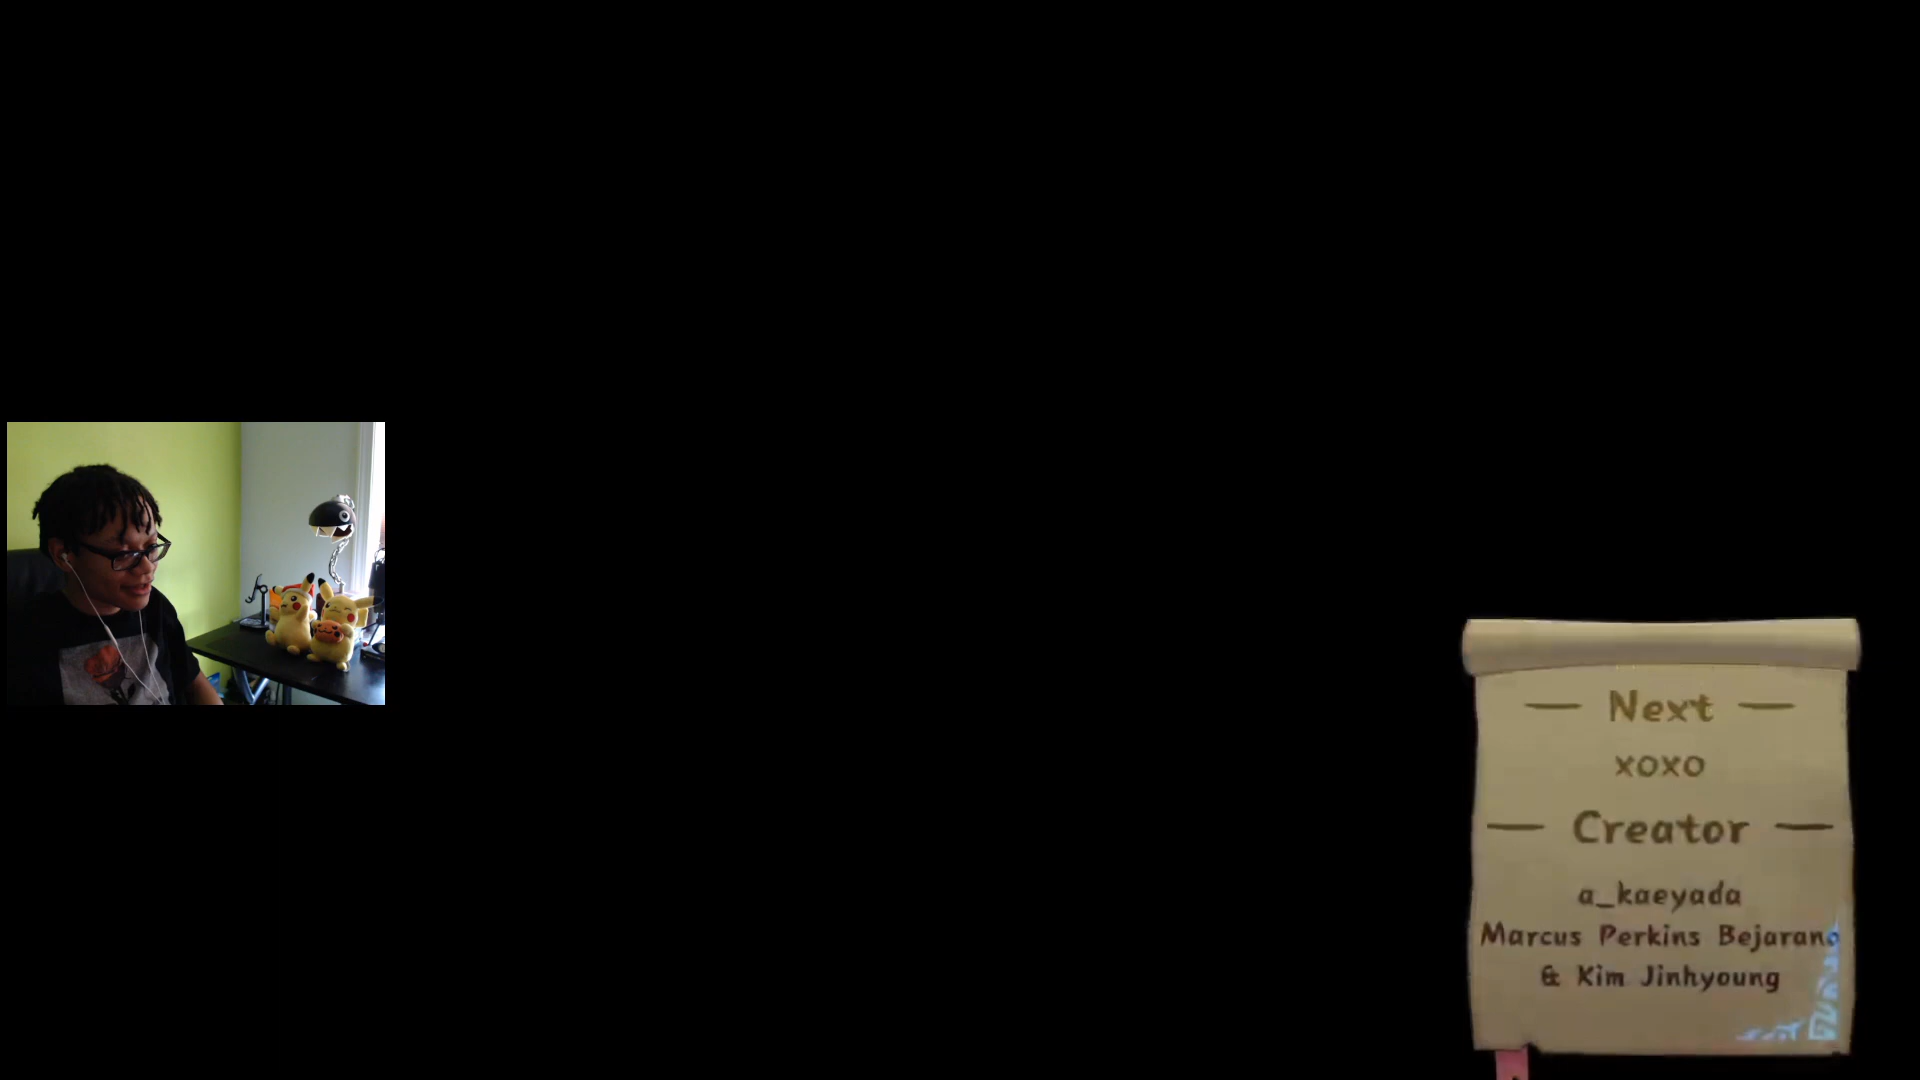 Next
xoxo
Creator
a_kaeyada
Marcus Perkins Bejarano
& Kim Jinhyoung